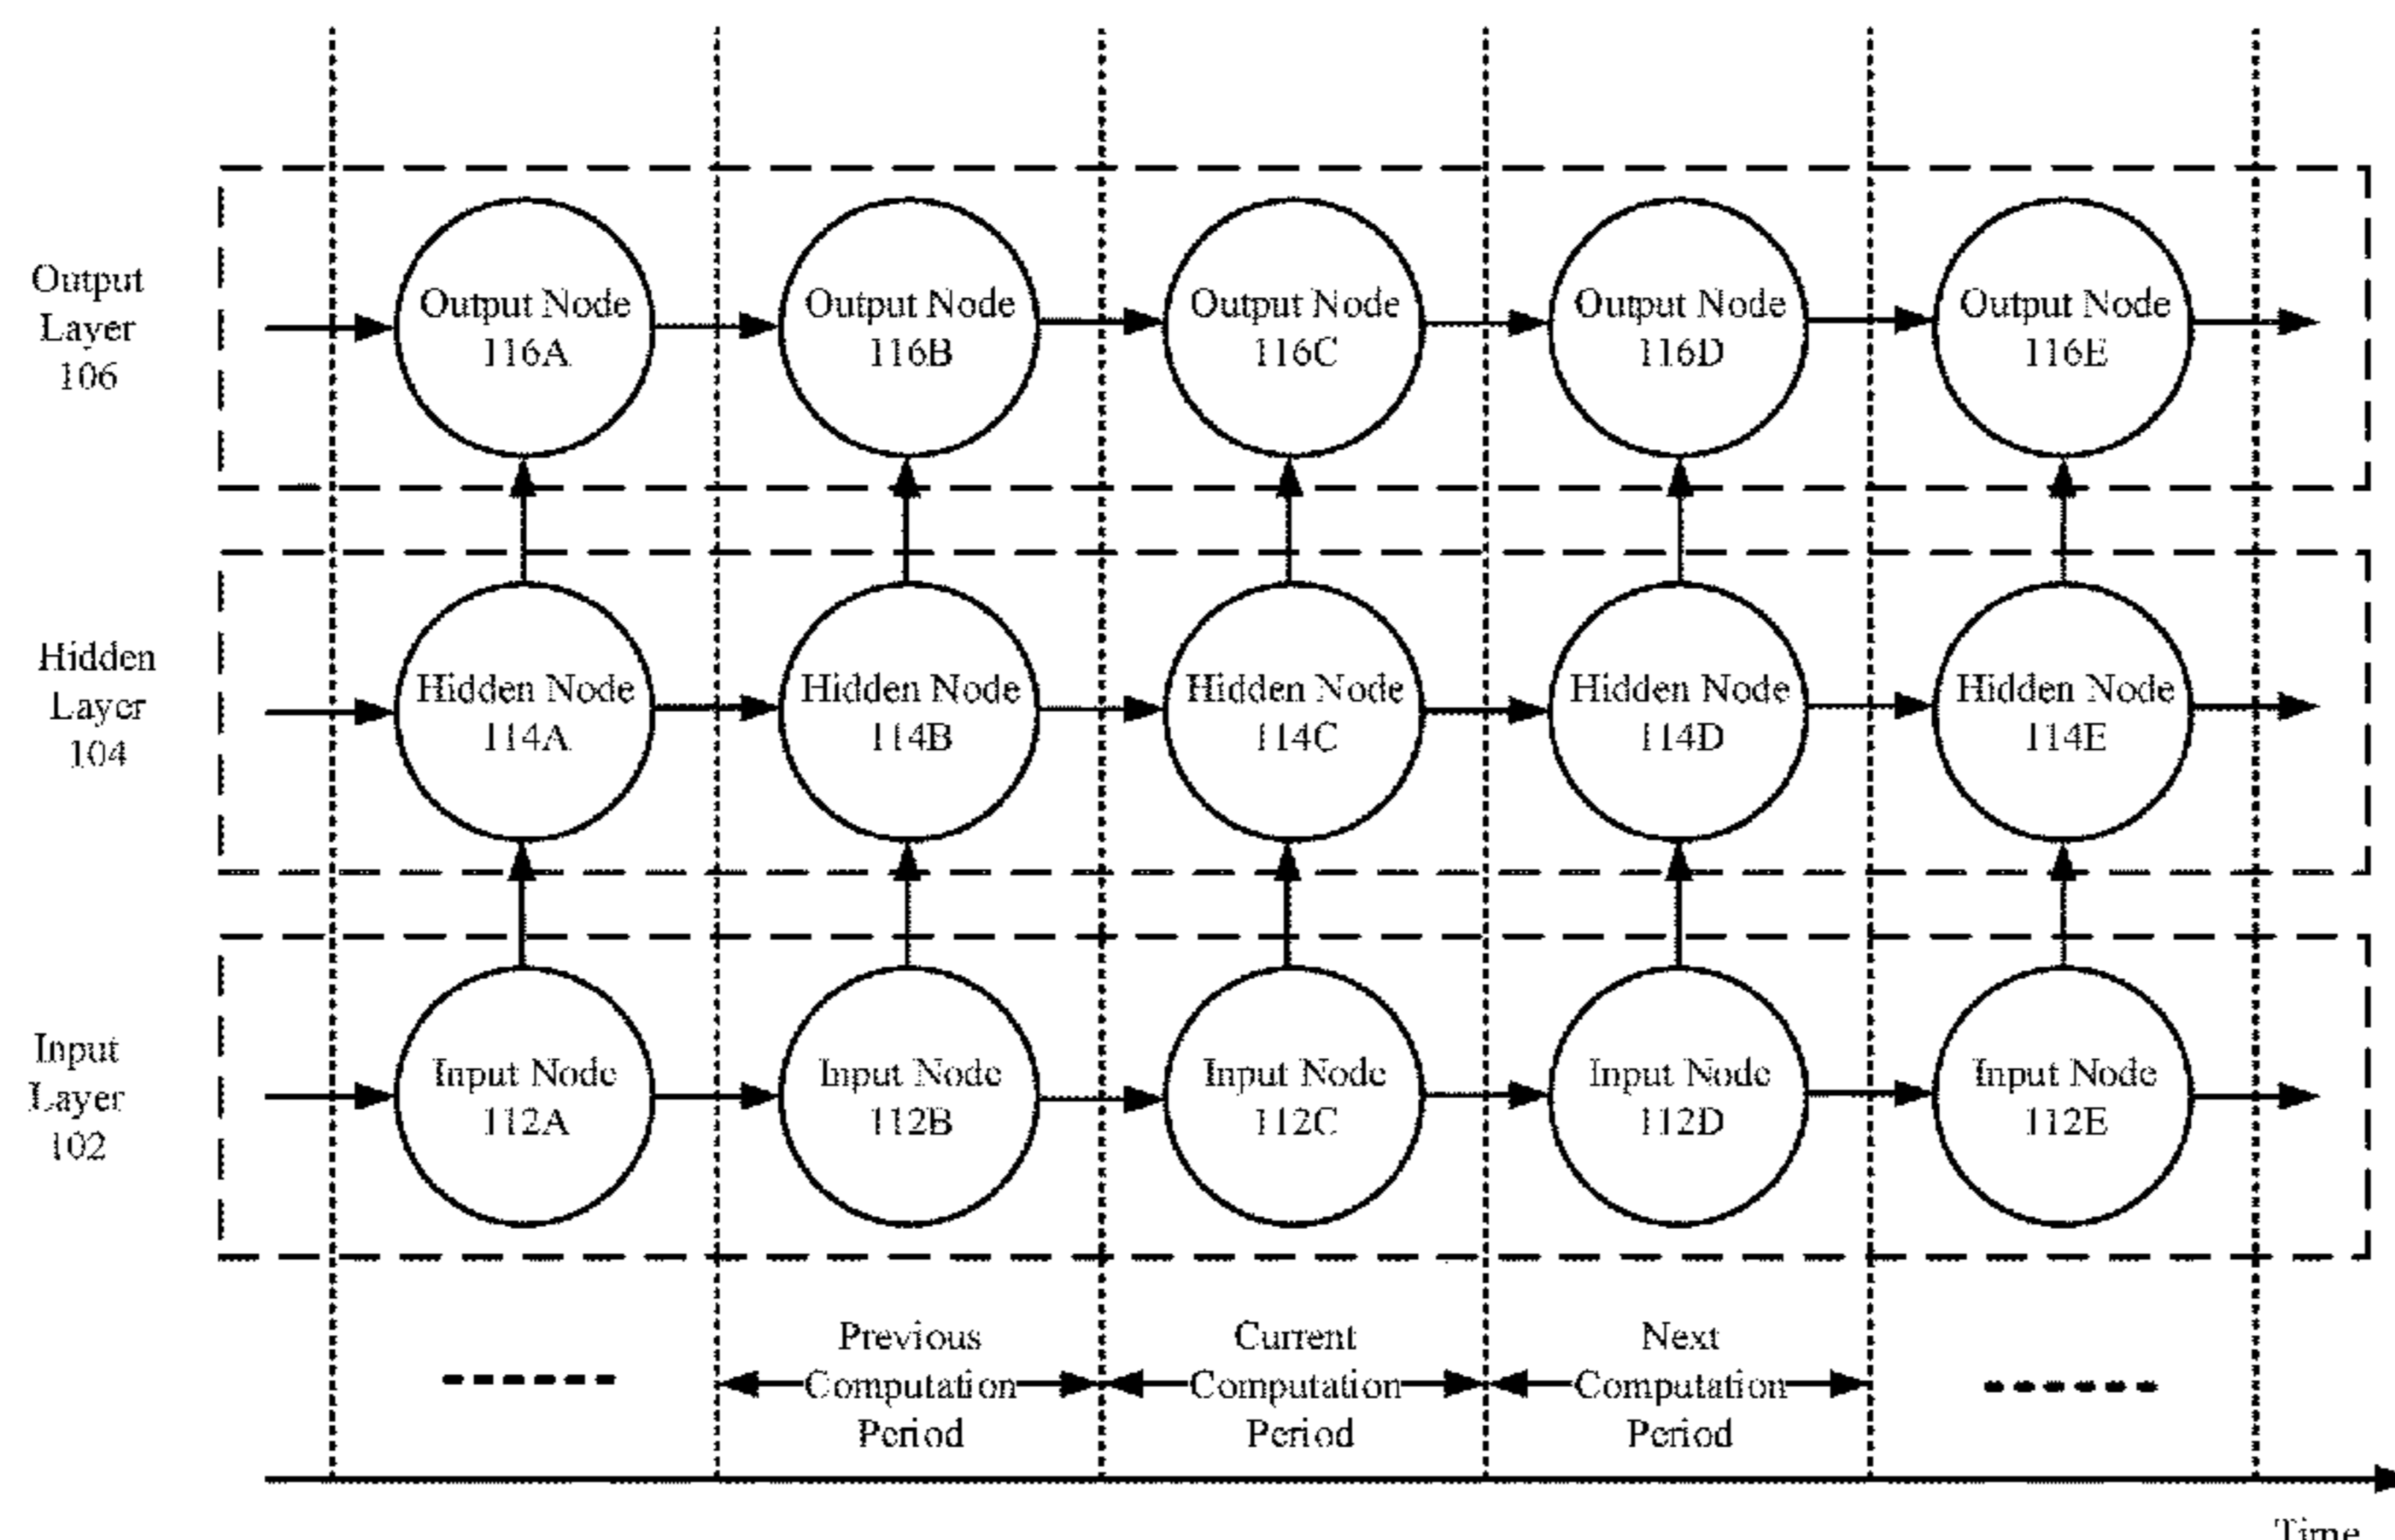 Output
Layer
106
Output Node
116A
Output Node
116B
Output Node
116C
Output Node
116D
Output Node
116E
Hidden
Layer
104
Hidden Node
114A
Hidden Node
114B
Hidden Node
114C
Hidden Node
114D
Hidden Node
114E
Input
Layer
102
Input Node
112A
Input Node
112B
Input Node
112C
Input Node
112D
Input Node
112E
Previous
Computation
Period
Current
Computation
Period
Next
Computation
Period
Time